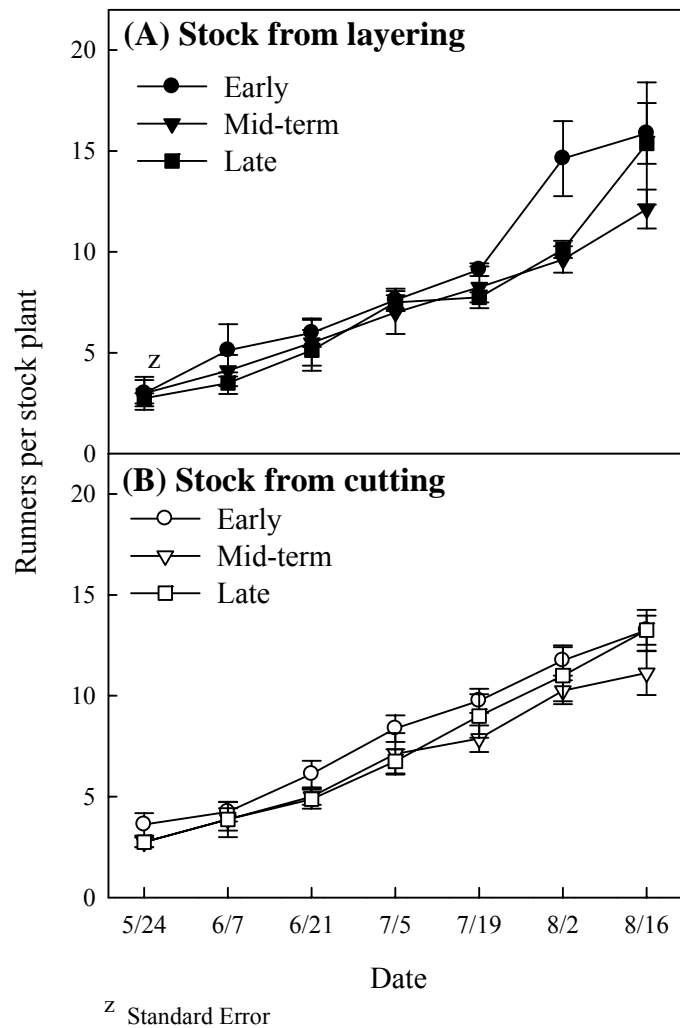 (A) Stock from layering
20
Early
Mid-term
Late
15
10
5
z
0
Runners per stock plant
(B) Stock from cutting
20
Early
Mid-term
Late
15
10
5
0
5/24 6/7 6/21 7/5 7/19 8/2 8/16
Date
z Standard Error